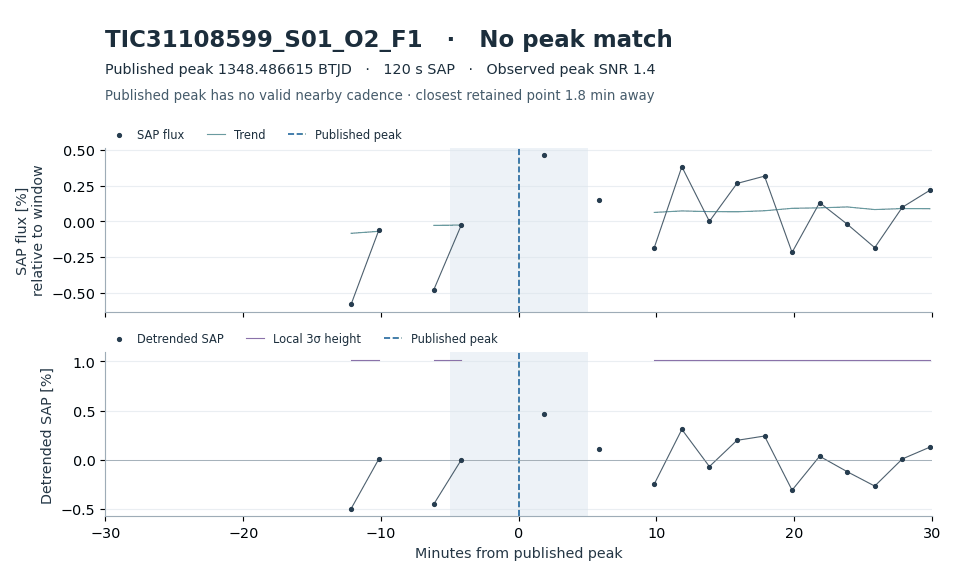 TIC31108599_S01_O2_F1 · No peak match
Published peak 1348.486615 BTJD · 120 s SAP · Observed peak SNR 1.4
Published peak has no valid nearby cadence · closest retained point 1.8 min away
SAP flux Trend Published peak
0.50
0.25
0.00
−0.25
−0.50
SAP flux [%]
relative to window
Detrended SAP Local 3σ height Published peak
1.0
0.5
0.0
−0.5
Detrended SAP [%]
−30 −20 −10 0 10 20 30
Minutes from published peak